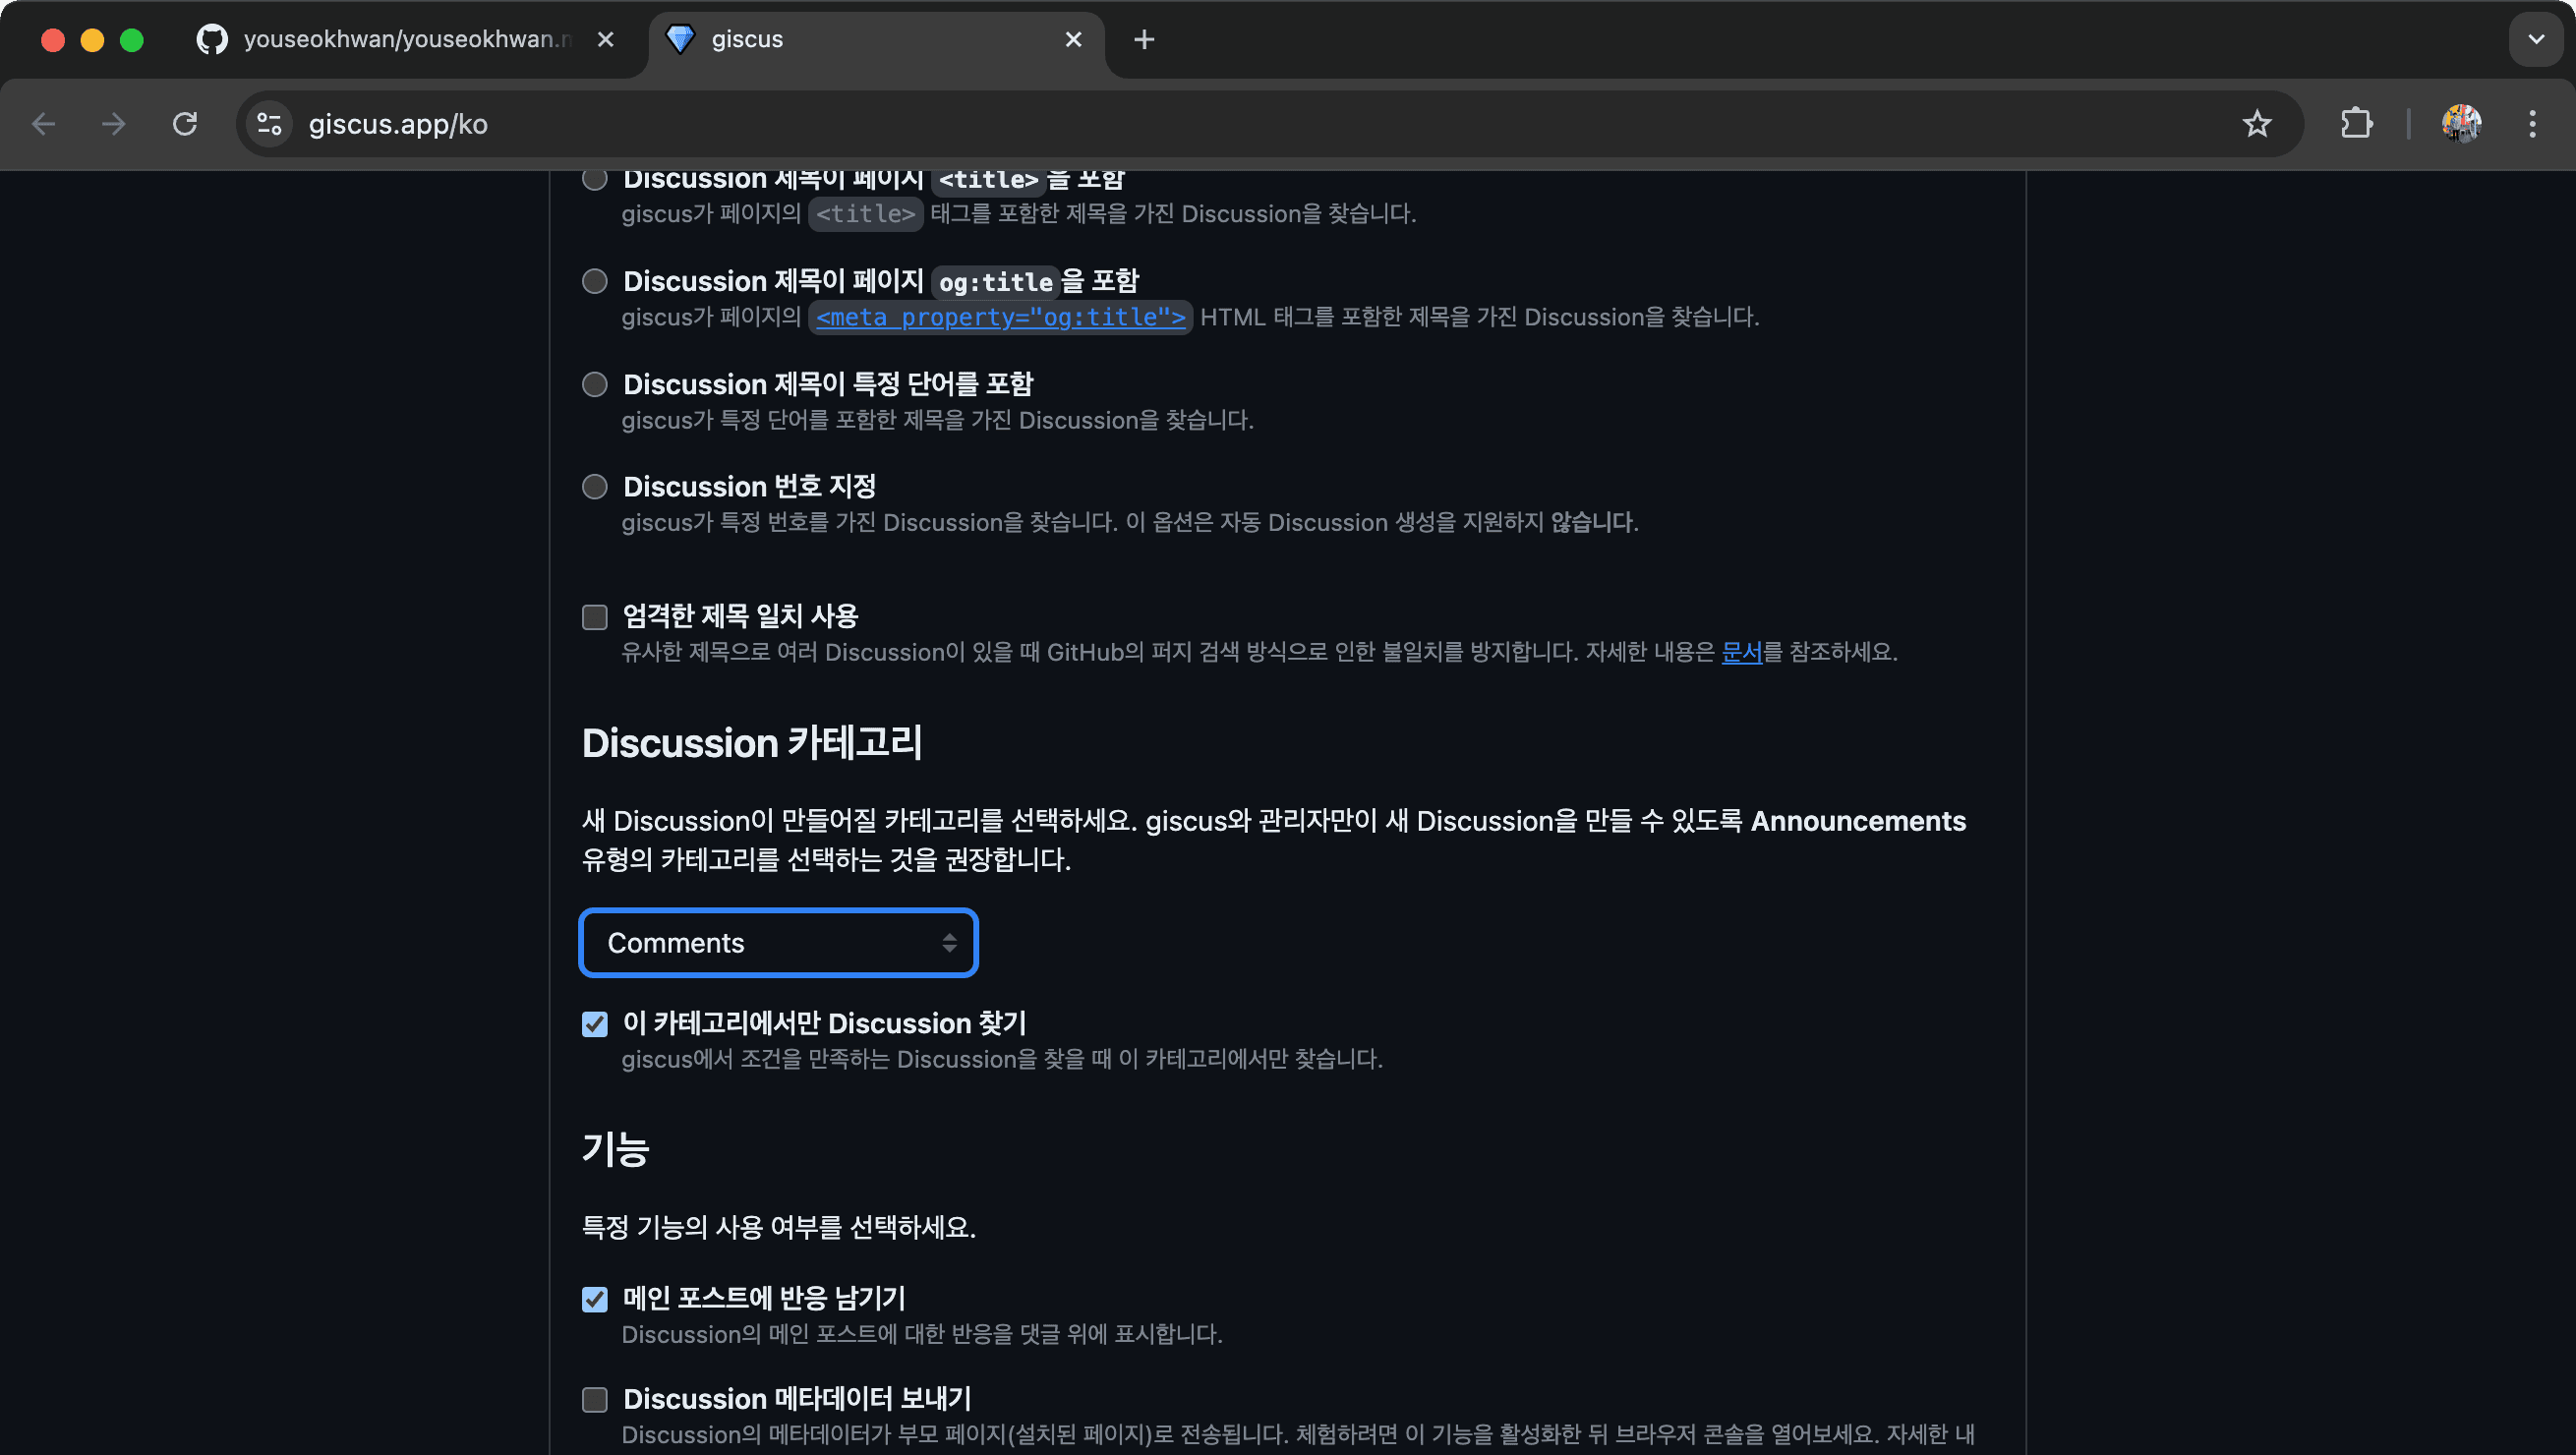 youseokhwan/youseokhwan.
giscus
giscus.app/ko
Discussion 제목이 페이지 <title>을 포함
giscus가 페이지의 <title> 태그를 포함한 제목을 가진 Discussion을 찾습니다.
Discussion 제목이 페이지 og:title을 포함
giscus가 페이지의 <meta property="og:title"> HTML 태그를 포함한 제목을 가진 Discussion을 찾습니다.
Discussion 제목이 특정 단어를 포함
giscus가 특정 단어를 포함한 제목을 가진 Discussion을 찾습니다.
Discussion 번호 지정
giscus가 특정 번호를 가진 Discussion을 찾습니다. 이 옵션은 자동 Discussion 생성을 지원하지 않습니다.
엄격한 제목 일치 사용
유사한 제목으로 여러 Discussion이 있을 때 GitHub의 퍼지 검색 방식으로 인한 불일치를 방지합니다. 자세한 내용은 문서를 참조하세요.
Discussion 카테고리
새 Discussion이 만들어질 카테고리를 선택하세요. giscus와 관리자만이 새 Discussion을 만들 수 있도록 Announcements
유형의 카테고리를 선택하는 것을 권장합니다.
Comments
이 카테고리에서만 Discussion 찾기
giscus에서 조건을 만족하는 Discussion을 찾을 때 이 카테고리에서만 찾습니다.
기능
특정 기능의 사용 여부를 선택하세요.
메인 포스트에 반응 남기기
Discussion의 메인 포스트에 대한 반응을 댓글 위에 표시합니다.
Discussion 메타데이터 보내기
Discussion의 메타데이터가 부모 페이지(설치된 페이지)로 전송됩니다. 체험하려면 이 기능을 활성화한 뒤 브라우저 콘솔을 열어보세요. 자세한 내